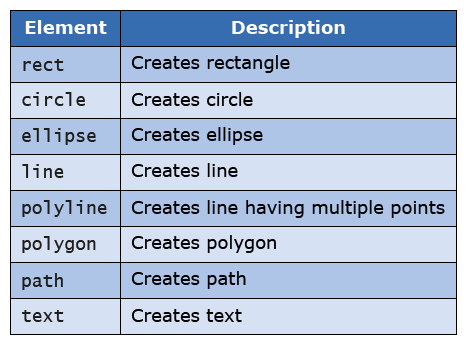 Element Description
rect Creates rectangle
circle Creates circle
ellipse Creates ellipse
line Creates line
polyline Creates line having multiple points
polygon Creates polygon
path Creates path
text Creates text